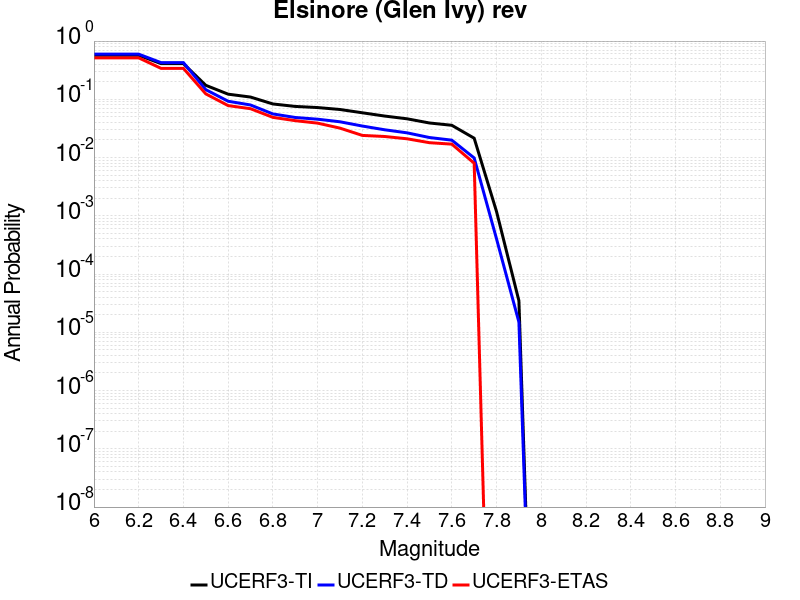 Elsinore (Glen Ivy) rev
10^0
10^-1
10^-2
10^-3
10^-4
10^-5
10^-6
10^-7
10^-8
Annual Probability
6 6.2 6.4 6.6 6.8 7 7.2 7.4 7.6 7.8 8 8.2 8.4 8.6 8.8 9
Magnitude
UCERF3-TI UCERF3-TD UCERF3-ETAS